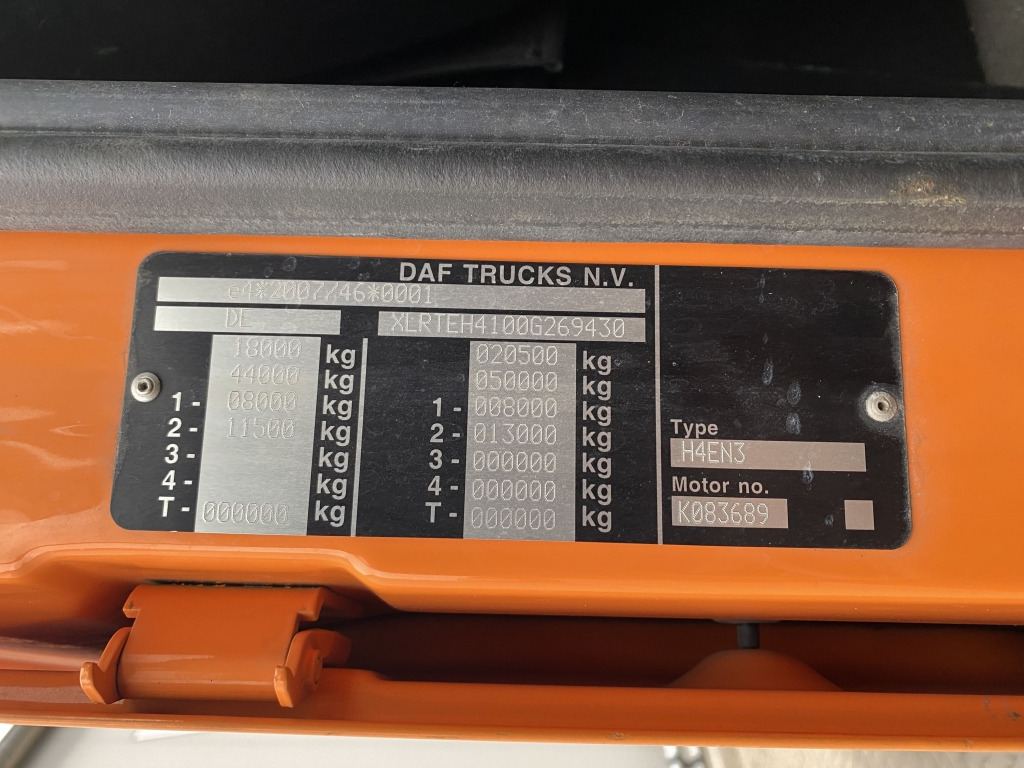 DAF TRUCKS N.V.
e4*2007/46*0001
DE XLRTEH4100G269430
18000 kg 020500 kg
44000 kg 050000 kg
1- 08000 kg 1- 008000 kg
2- 11500 kg 2- 013000 kg
3- kg 3- 000000 kg
4- kg 4- 000000 kg
T- 000000 kg T- 000000 kg
Type
H4EN3
Motor no.
K083689